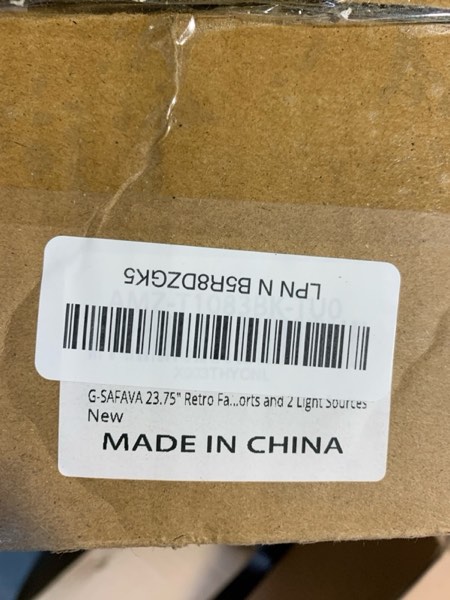 LPN N B5R8DZGK5
G-SAFAVA 23.75" Retro Fa...orts and 2 Light Sources
New
MADE IN CHINA